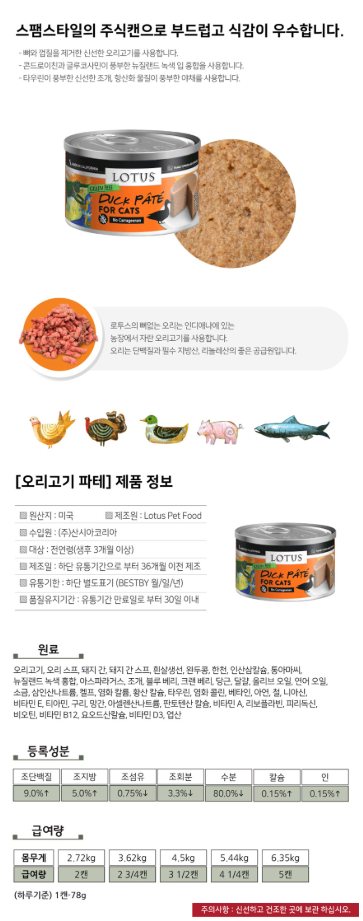 스팸스타일의 주식캔으로 부드럽고 식감이 우수합니다.
- 뼈와 껍질을 제거한 신선한 오리고기를 사용합니다.
- 콘드로이친과 글루코사민이 풍부한 뉴질랜드 녹색 입 홍합을 사용합니다.
- 타우린이 풍부한 신선한 조개, 항산화 물질이 풍부한 야채를 사용합니다.
LOTUS
GRAIN FREE
DUCK PÂTÉ
FOR CATS
No Carrageenan
로투스의 뼈없는 오리는 인디애나에 있는
농장에서 자란 오리고기를 사용합니다.
오리는 단백질과 필수 지방산, 리놀레산의 좋은 공급원입니다.
[오리고기 파테] 제품 정보
원산지 : 미국
제조원 : Lotus Pet Food
수입원 : (주)산시아코리아
대상 : 전연령(생후 3개월 이상)
제조일 : 하단 유통기간으로 부터 36개월 이전 제조
유통기한 : 하단 별도표기 (BESTBY 월/일/년)
품질유지기간 : 유통기간 만료일로 부터 30일 이내
LOTUS
DUCK PÂTÉ
FOR CATS
원료
오리고기, 오리 스프, 돼지 간, 돼지 간 스프, 흰살생선, 완두콩, 한천, 인산삼칼슘, 통아마씨,
뉴질랜드 녹색 홍합, 아스파라거스, 조개, 블루 베리, 크랜 베리, 당근, 달걀, 올리브 오일, 연어 오일,
소금, 삼인산나트륨, 켈프, 염화 칼륨, 황산 칼슘, 타우린, 염화 콜린, 베타인, 아연, 철, 니아신,
비타민 E, 티아민, 구리, 망간, 아셀렌산나트륨, 판토텐산 칼슘, 비타민 A, 리보플라빈, 피리독신,
비오틴, 비타민 B12, 요오드산칼슘, 비타민 D3, 엽산
등록성분
조단백질 조지방 조섬유 조회분 수분 칼슘 인
9.0%↑ 5.0%↑ 0.75%↓ 3.3%↓ 80.0%↓ 0.15%↑ 0.15%↑
급여량
몸무게 2.72kg 3.62kg 4.5kg 5.44kg 6.35kg
급여량 2캔 2 3/4캔 3 1/2캔 4 1/4캔 5캔
(하루기준) 1캔-78g
주의사항 : 신선하고 건조한 곳에 보관 하십시오.